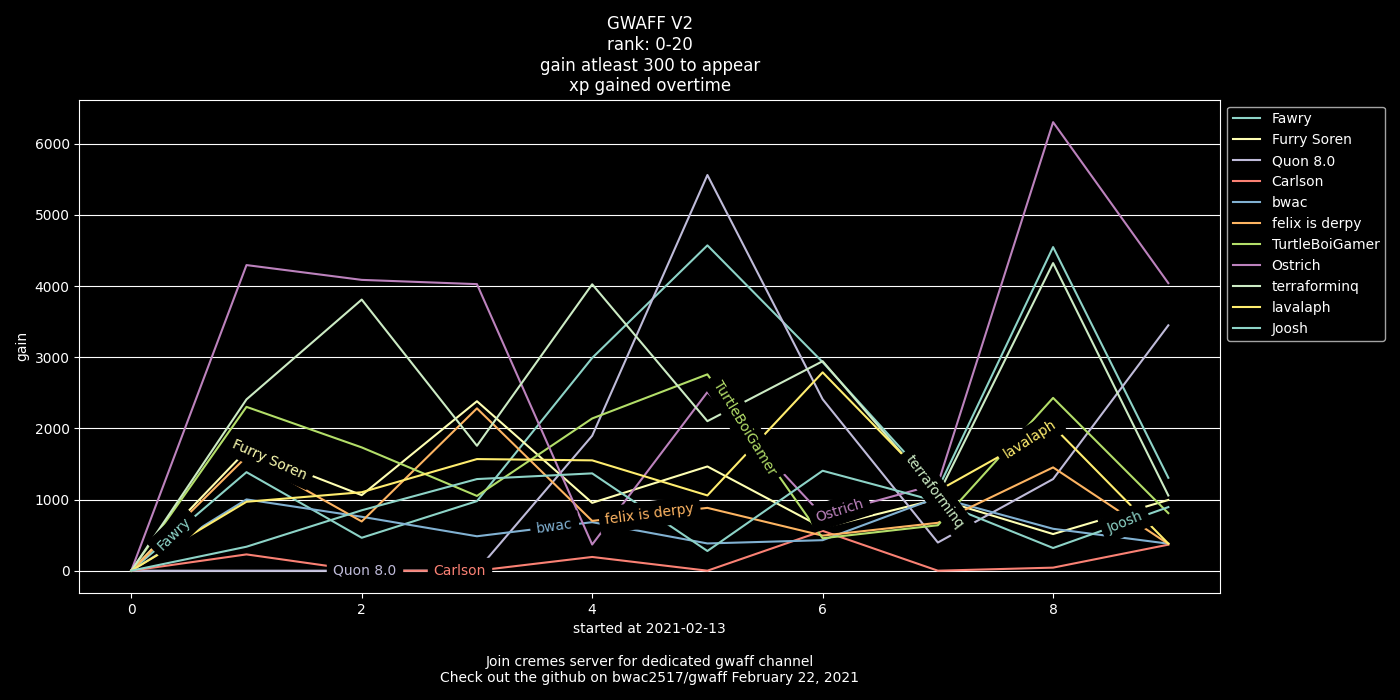 GWAFF V2
rank: 0-20
gain atleast 300 to appear
xp gained overtime
gain
6000
5000
4000
3000
2000
1000
0
0
2
4
6
8
Fawry
Furry Soren
Quon 8.0
Carlson
bwac
felix is derpy
TurtleBoiGamer
Ostrich
terraforminq
lavalaph
Joosh
Fawry
Furry Soren
Quon 8.0
Carlson
bwac
felix is derpy
TurtleBoiGamer
Ostrich
terraforminq
lavalaph
Joosh
started at 2021-02-13
Join cremes server for dedicated gwaff channel
Check out the github on bwac2517/gwaff February 22, 2021